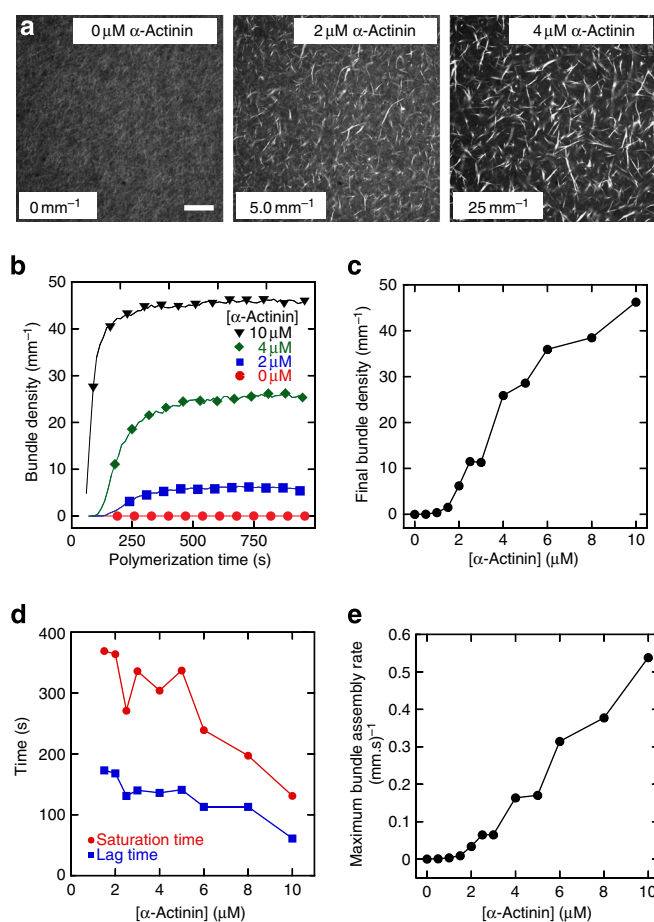 a
0 μM α-Actinin
2 μM α-Actinin
4 μM α-Actinin
0 mm⁻¹
5.0 mm⁻¹
25 mm⁻¹
b
Bundle density (mm⁻¹)
50
40
30
20
10
0
[α-Actinin]
10 μM
4 μM
2 μM
0 μM
250 500 750
Polymerization time (s)
c
Final bundle density (mm⁻¹)
50
40
30
20
10
0
0 2 4 6 8 10
[α-Actinin] (μM)
d
Time (s)
400
300
200
100
0
Saturation time
Lag time
0 2 4 6 8 10
[α-Actinin] (μM)
e
Maximum bundle assembly rate
(mm.s)⁻¹
0.6
0.5
0.4
0.3
0.2
0.1
0
0 2 4 6 8 10
[α-Actinin] (μM)